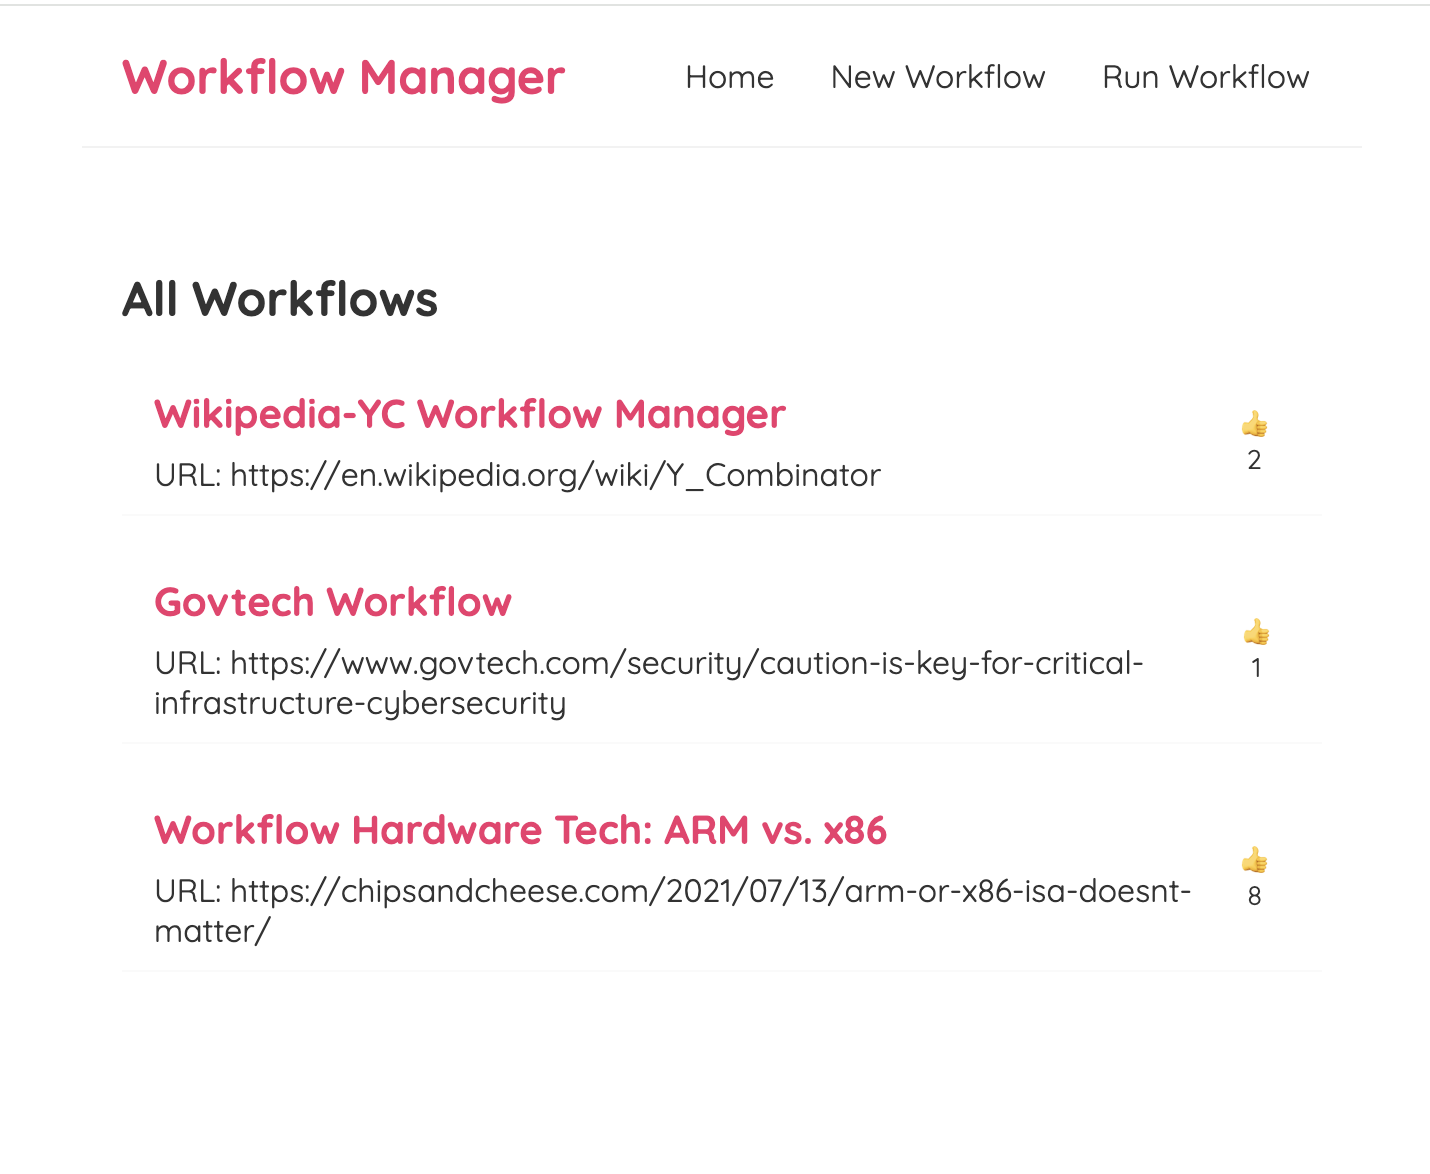 Workflow Manager Home New Workflow Run Workflow
All Workflows
Wikipedia-YC Workflow Manager
URL: https://en.wikipedia.org/wiki/Y_Combinator
👍
2
Govtech Workflow
URL: https://www.govtech.com/security/caution-is-key-for-critical-
infrastructure-cybersecurity
👍
1
Workflow Hardware Tech: ARM vs. x86
URL: https://chipsandcheese.com/2021/07/13/arm-or-x86-isa-doesnt-
matter/
👍
8